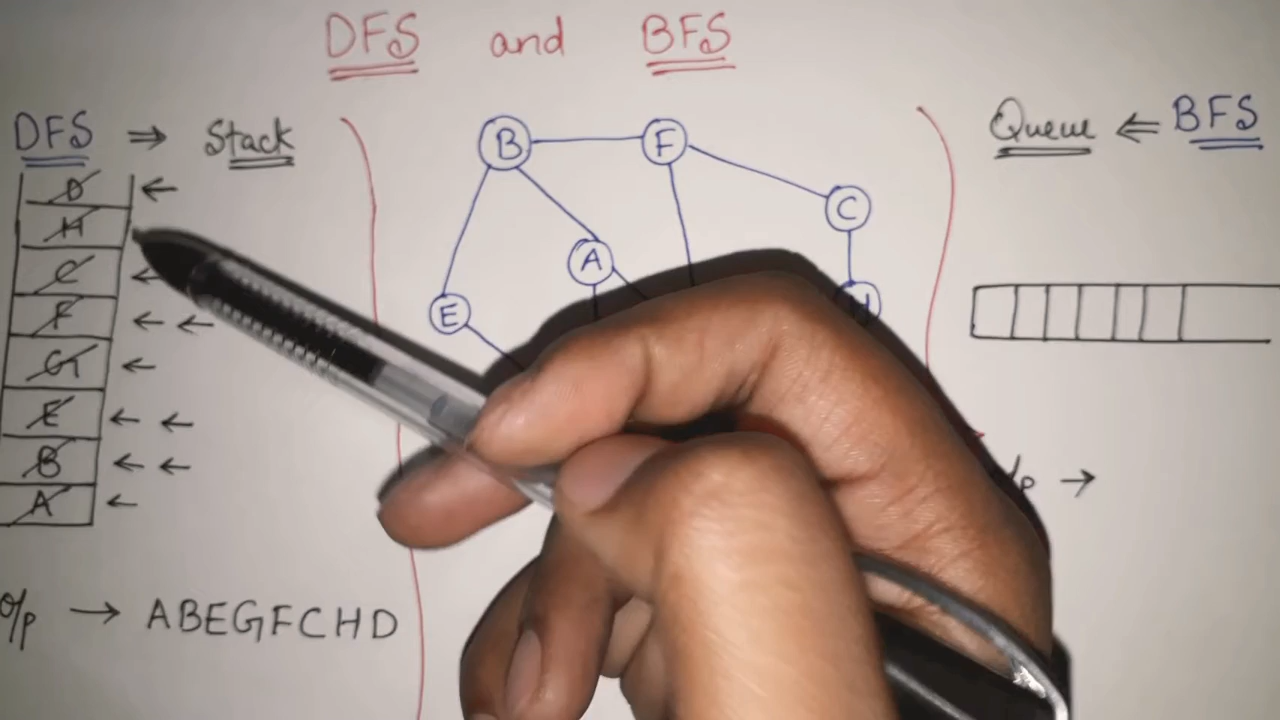 DFS and BFS
DFS ⇒ Stack
D ←
H
C ←
F ← ←
G ←
E ← ←
B ← ←
A ←
o/p → ABEGFCHD
B
F
C
A
E
H
Queue ⇐ BFS
/p →